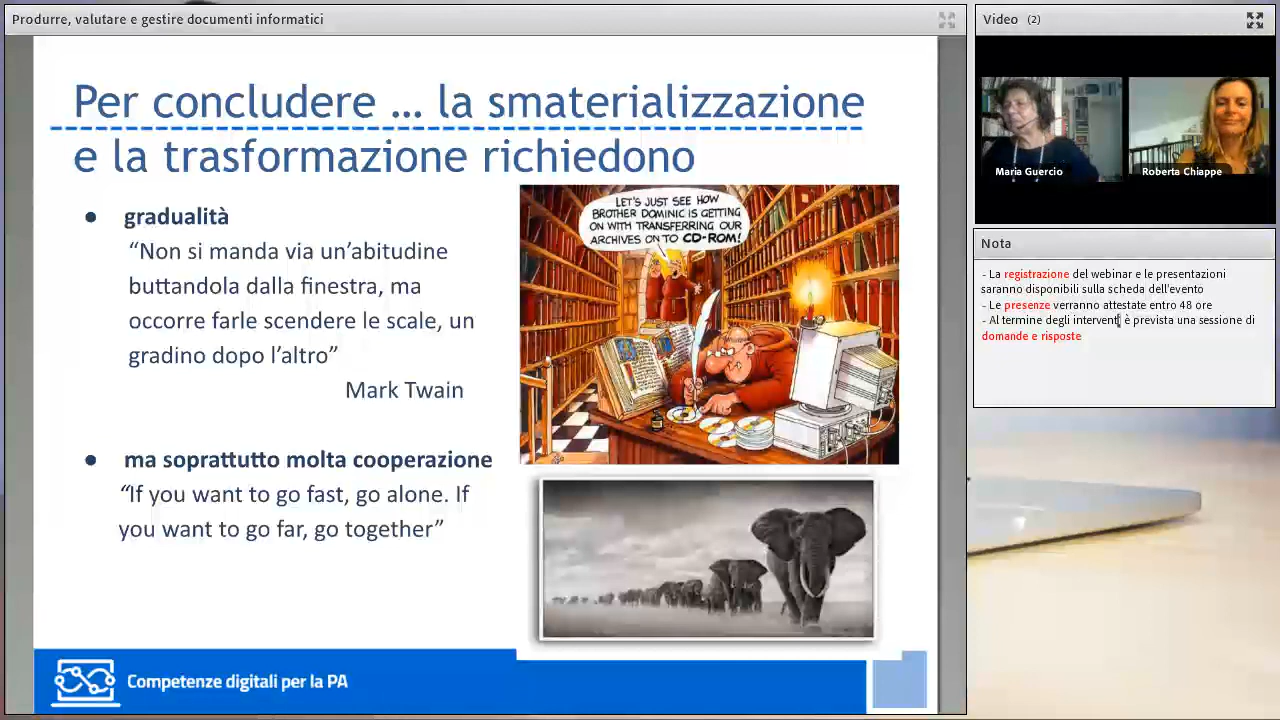 Produrre, valutare e gestire documenti informatici
Per concludere ... la smaterializzazione
e la trasformazione richiedono
● gradualità
“Non si manda via un’abitudine
buttandola dalla finestra, ma
occorre farle scendere le scale, un
gradino dopo l’altro”
Mark Twain
● ma soprattutto molta cooperazione
“If you want to go fast, go alone. If
you want to go far, go together”
LET'S JUST SEE HOW
BROTHER DOMINIC IS GETTING
ON WITH TRANSFERRING OUR
ARCHIVES ON TO CD-ROM!
Competenze digitali per la PA
Video (2)
Maria Guercio
Roberta Chiappe
Nota
- La registrazione del webinar e le presentazioni
saranno disponibili sulla scheda dell'evento
- Le presenze verranno attestate entro 48 ore
- Al termine degli interventi è prevista una sessione di
domande e risposte